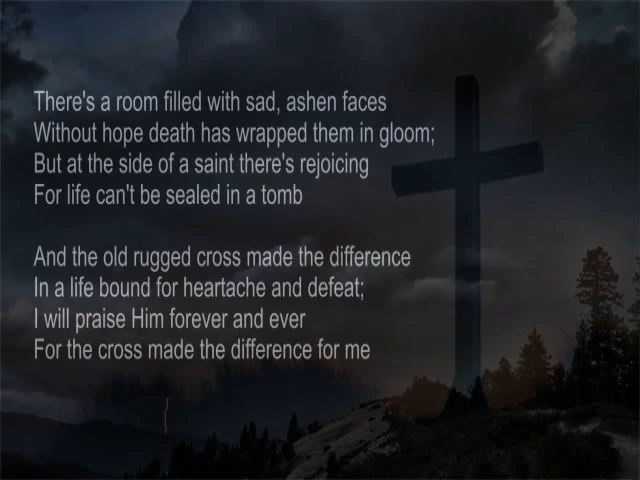 There's a room filled with sad, ashen faces
Without hope death has wrapped them in gloom;
But at the side of a saint there's rejoicing
For life can't be sealed in a tomb
And the old rugged cross made the difference
In a life bound for heartache and defeat;
I will praise Him forever and ever
For the cross made the difference for me